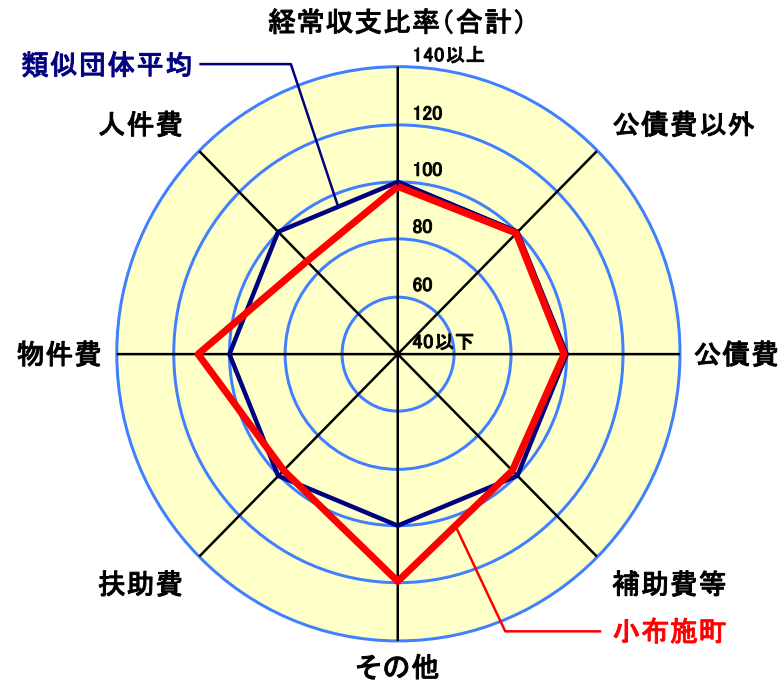 経常収支比率(合計)
類似団体平均
140以上
人件費
120
公債費以外
100
80
60
物件費
40以下
公債費
扶助費
補助費等
小布施町
その他